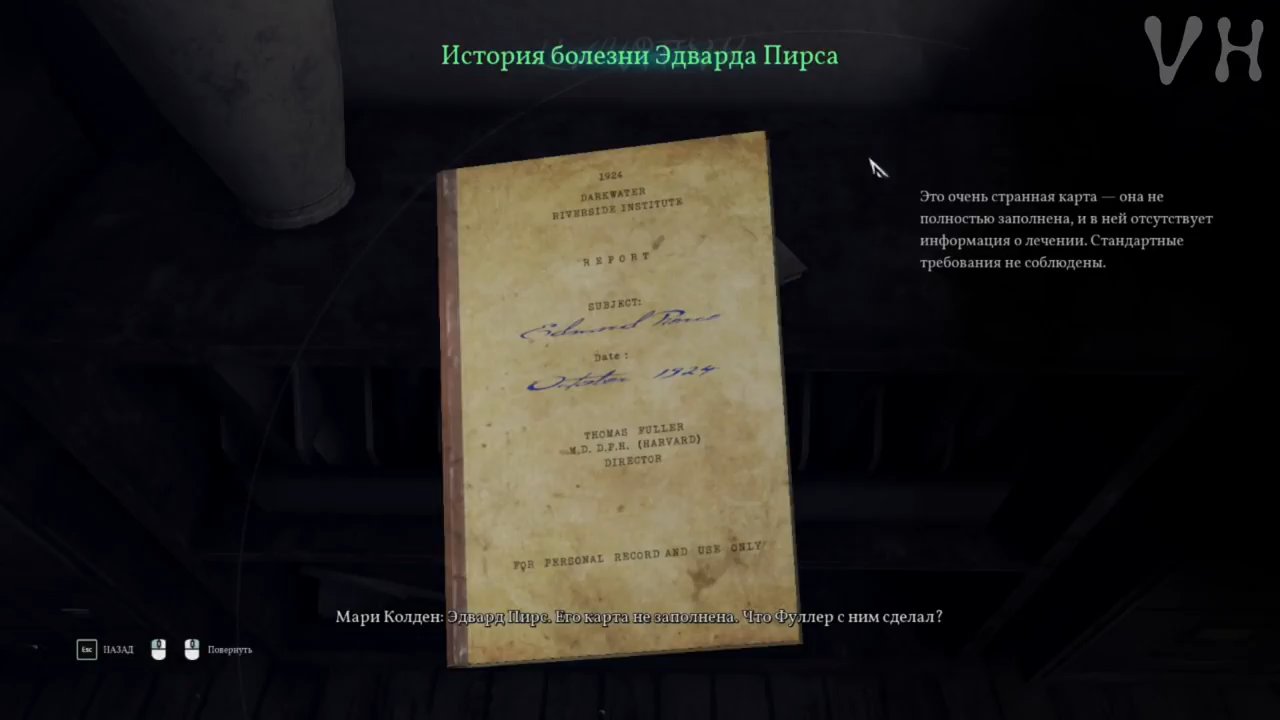 VH
История болезни Эдварда Пирса
1924
DARKWATER
RIVERSIDE INSTITUTE
REPORT
SUBJECT:
Edmund Pierce
Date :
October 1924
THOMAS FULLER
M.D. D.P.H. (HARVARD)
DIRECTOR
FOR PERSONAL RECORD AND USE ONLY
Это очень странная карта — она не
полностью заполнена, и в ней отсутствует
информация о лечении. Стандартные
требования не соблюдены.
Мари Колден: Эдвард Пирс. Его карта не заполнена. Что Фуллер с ним сделал?
Esc НАЗАД Повернуть